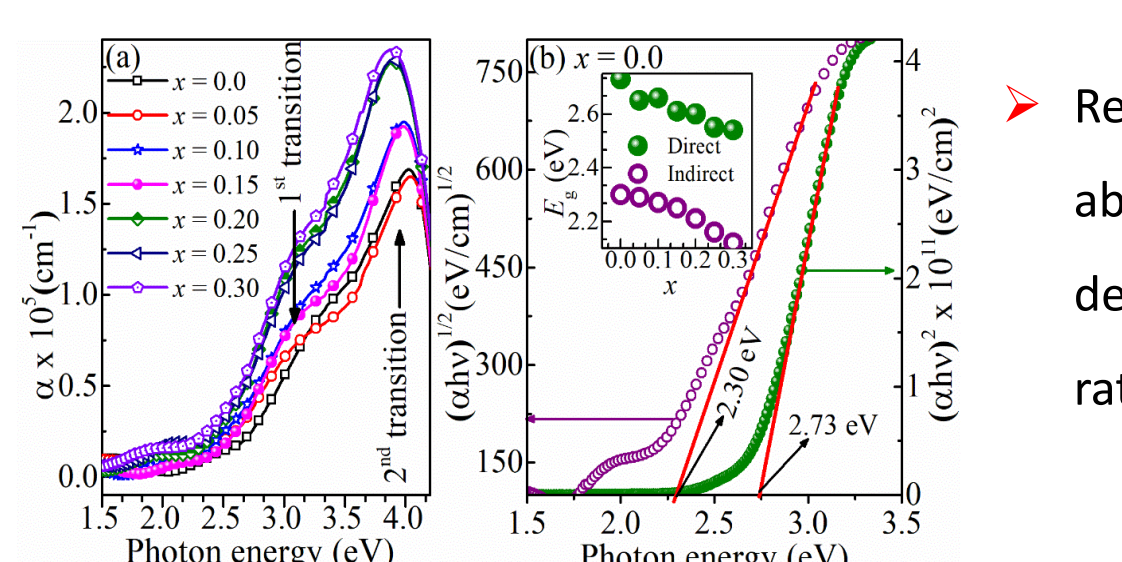 (a)
x = 0.0
x = 0.05
x = 0.10
x = 0.15
x = 0.20
x = 0.25
x = 0.30
1st transition
2nd transition
α x 10^5 (cm^-1)
2.0
1.5
1.0
0.5
0.0
1.5 2.0 2.5 3.0 3.5 4.0
Photon energy (eV)
(b) x = 0.0
(αhν)^1/2 (eV/cm)^1/2
750
600
450
300
150
Eg (eV)
2.6
2.4
2.2
Direct
Indirect
0.0 0.1 0.2 0.3
x
2.30 eV
2.73 eV
4
3
2
1
0
(αhν)^2 x 10^11 (eV/cm)^2
1.5 2.0 2.5 3.0 3.5
Photon energy (eV)
Re
ab
de
rat